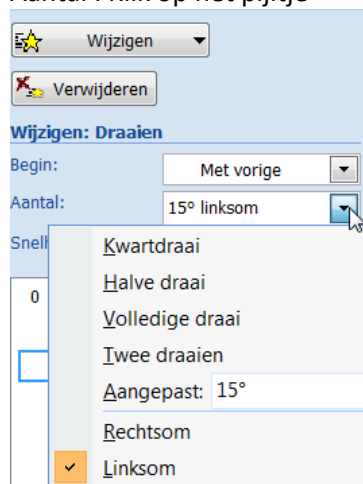 Wijzigen
Verwijderen
Wijzigen: Draaien
Begin:
Met vorige
Aantal:
15° linksom
Kwartdraai
Halve draai
0
Volledige draai
Twee draaien
Aangepast: 15°
Rechtsom
Linksom